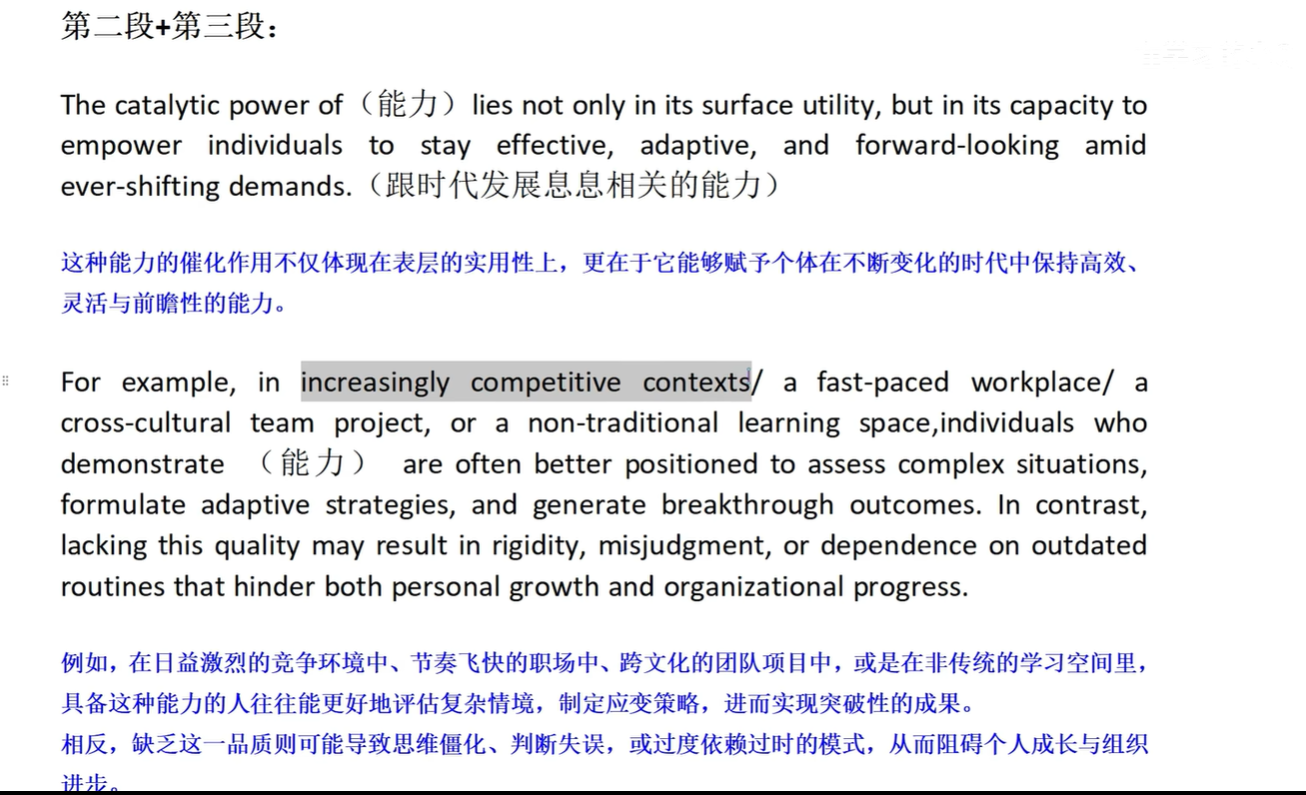 第二段+第三段：
The catalytic power of（能力）lies not only in its surface utility, but in its capacity to
empower individuals to stay effective, adaptive, and forward-looking amid
ever-shifting demands.（跟时代发展息息相关的能力）
这种能力的催化作用不仅体现在表层的实用性上，更在于它能够赋予个体在不断变化的时代中保持高效、
灵活与前瞻性的能力。
For example, in increasingly competitive contexts/ a fast-paced workplace/ a
cross-cultural team project, or a non-traditional learning space,individuals who
demonstrate （能力） are often better positioned to assess complex situations,
formulate adaptive strategies, and generate breakthrough outcomes. In contrast,
lacking this quality may result in rigidity, misjudgment, or dependence on outdated
routines that hinder both personal growth and organizational progress.
例如，在日益激烈的竞争环境中、节奏飞快的职场中、跨文化的团队项目中，或是在非传统的学习空间里，
具备这种能力的人往往能更好地评估复杂情境，制定应变策略，进而实现突破性的成果。
相反，缺乏这一品质则可能导致思维僵化、判断失误，或过度依赖过时的模式，从而阻碍个人成长与组织
进步。